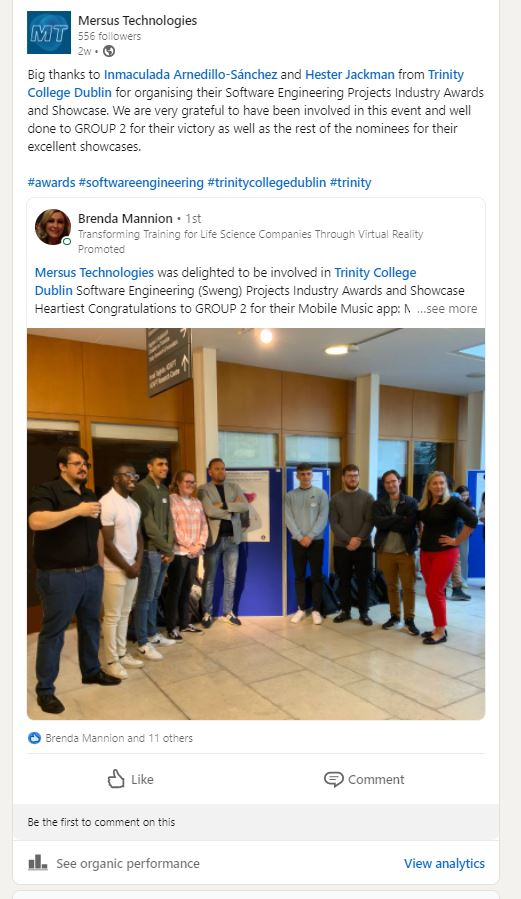 MT
Mersus Technologies
556 followers
2w •
Big thanks to Inmaculada Arnedillo-Sánchez and Hester Jackman from Trinity
College Dublin for organising their Software Engineering Projects Industry Awards
and Showcase. We are very grateful to have been involved in this event and well
done to GROUP 2 for their victory as well as the rest of the nominees for their
excellent showcases.
#awards #softwareengineering #trinitycollegedublin #trinity
Brenda Mannion • 1st
Transforming Training for Life Science Companies Through Virtual Reality
Promoted
Mersus Technologies was delighted to be involved in Trinity College
Dublin Software Engineering (Sweng) Projects Industry Awards and Showcase
Heartiest Congratulations to GROUP 2 for their Mobile Music app: ...see more
Brenda Mannion and 11 others
Like
Comment
Be the first to comment on this
See organic performance
View analytics